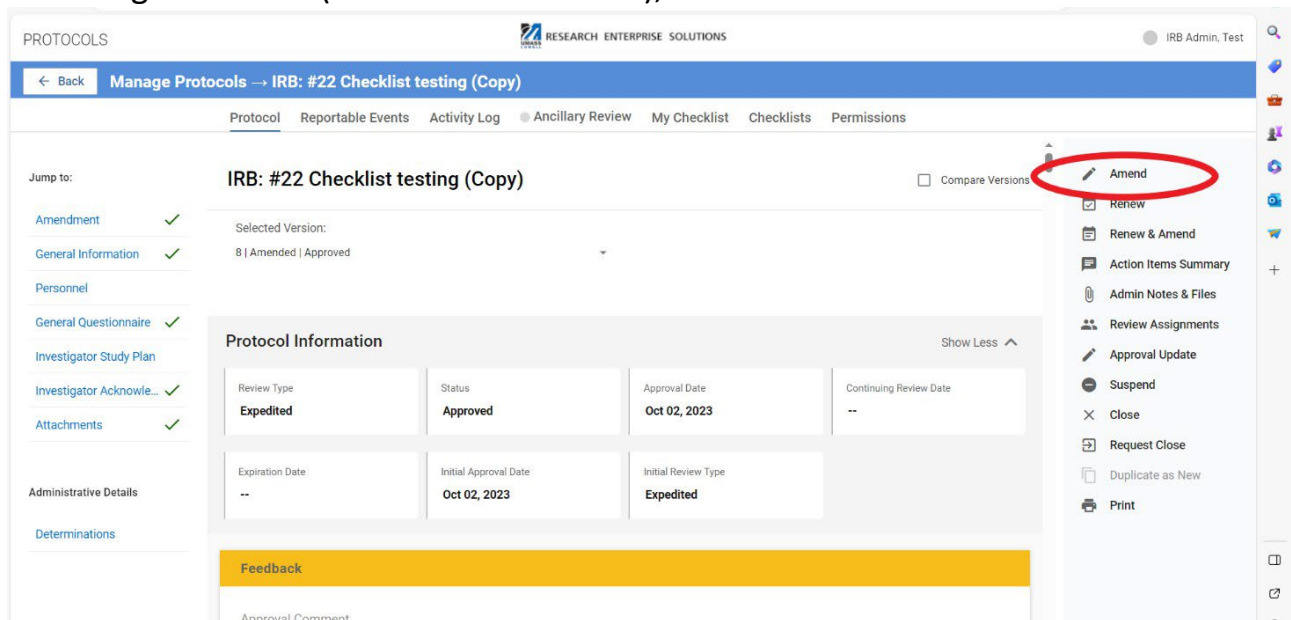 PROTOCOLS
UMASS LOWELL RESEARCH ENTERPRISE SOLUTIONS
IRB Admin, Test
← Back Manage Protocols → IRB: #22 Checklist testing (Copy)
Protocol Reportable Events Activity Log Ancillary Review My Checklist Checklists Permissions
Jump to:
Amendment
General Information
Personnel
General Questionnaire
Investigator Study Plan
Investigator Acknowle...
Attachments
Administrative Details
Determinations
IRB: #22 Checklist testing (Copy)
Compare Versions
Selected Version:
8 | Amended | Approved
Protocol Information
Show Less
Review Type
Expedited
Status
Approved
Approval Date
Oct 02, 2023
Continuing Review Date
--
Expiration Date
--
Initial Approval Date
Oct 02, 2023
Initial Review Type
Expedited
Feedback
Approval Comment
Amend
Renew
Renew & Amend
Action Items Summary
Admin Notes & Files
Review Assignments
Approval Update
Suspend
Close
Request Close
Duplicate as New
Print